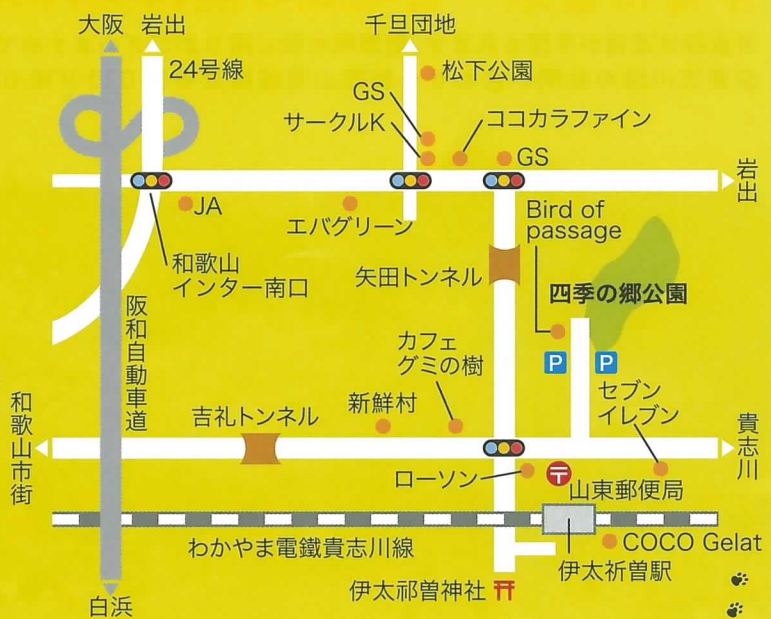 大阪
岩出
千旦団地
24号線
松下公園
GS
サークルK
ココカラファイン
GS
岩出
JA
エバグリーン
Bird of
passage
和歌山
インター南口
矢田トンネル
四季の郷公園
阪和自動車道
カフェ
グミの樹
P
P
セブン
イレブン
和歌山市街
吉礼トンネル
新鮮村
貴志川
ローソン
〒
山東郵便局
わかやま電鐵貴志川線
COCO Gelat
伊太祈曽駅
伊太祁曽神社
白浜